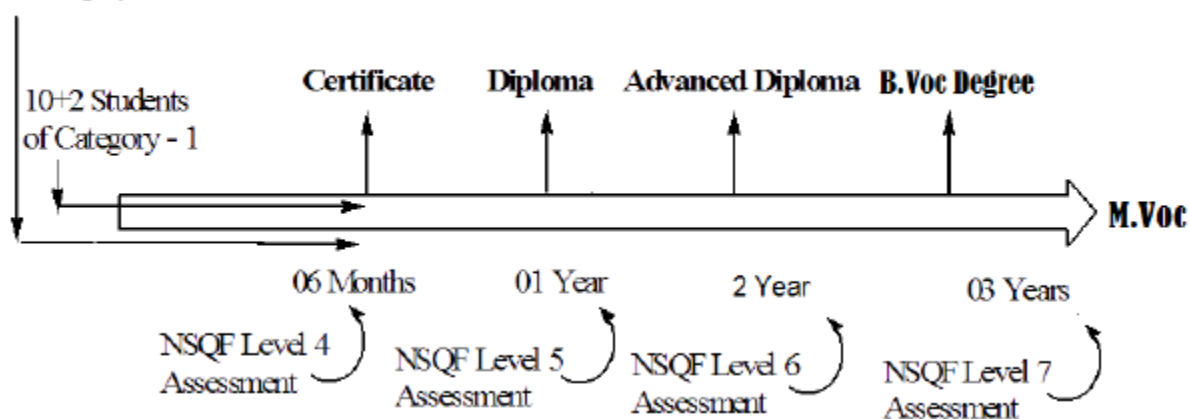 10+2 Students
of Category - 1
Certificate
Diploma
Advanced Diploma
B.Voc Degree
M.Voc
06 Months
01 Year
2 Year
03 Years
NSQF Level 4
Assessment
NSQF Level 5
Assessment
NSQF Level 6
Assessment
NSQF Level 7
Assessment